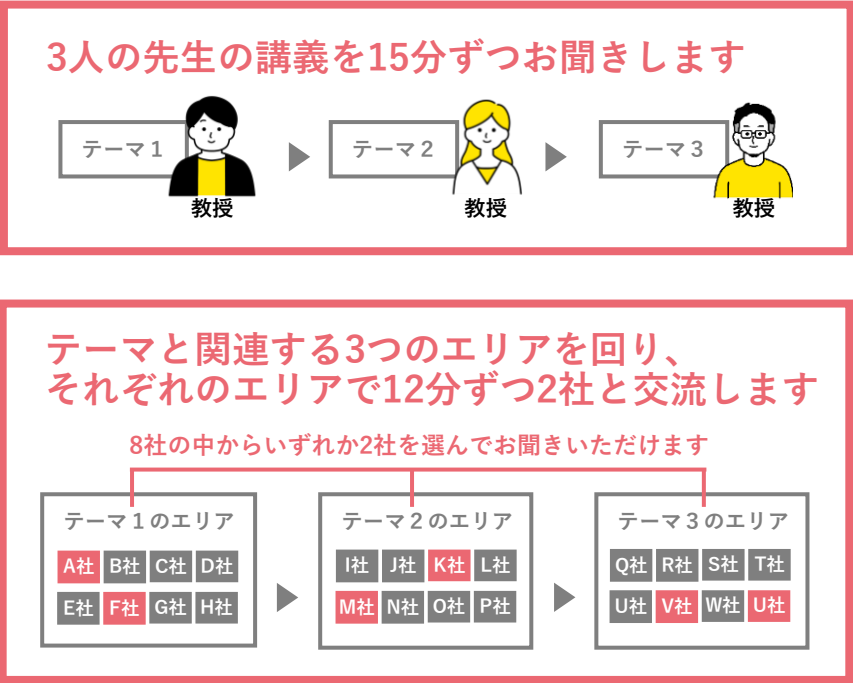 3人の先生の講義を15分ずつお聞きします
テーマ1
テーマ2
テーマ3
教授
教授
教授
テーマと関連する3つのエリアを回り、
それぞれのエリアで12分ずつ2社と交流します
8社の中からいずれか2社を選んでお聞きいただけます
テーマ1のエリア
A社 B社 C社 D社
E社 F社 G社 H社
テーマ2のエリア
I社 J社 K社 L社
M社 N社 O社 P社
テーマ3のエリア
Q社 R社 S社 T社
U社 V社 W社 U社